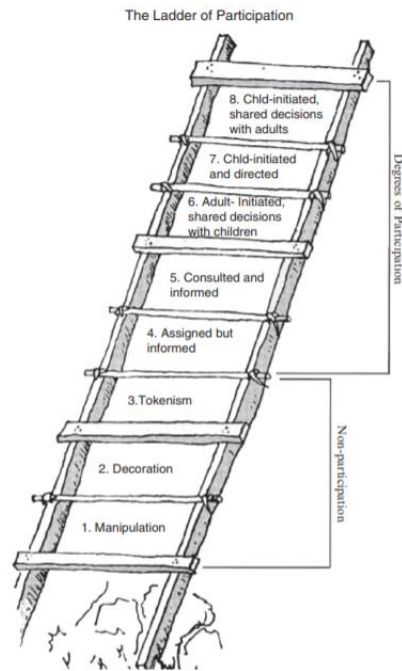 The Ladder of Participation
8. Chld-initiated,
shared decisions
with adults
7. Chld-initiated
and directed
6. Adult- Initiated,
shared decisions
with children
5. Consulted and
informed
4. Assigned but
informed
3.Tokenism
2. Decoration
1. Manipulation
Degrees of Participation
Non-participation